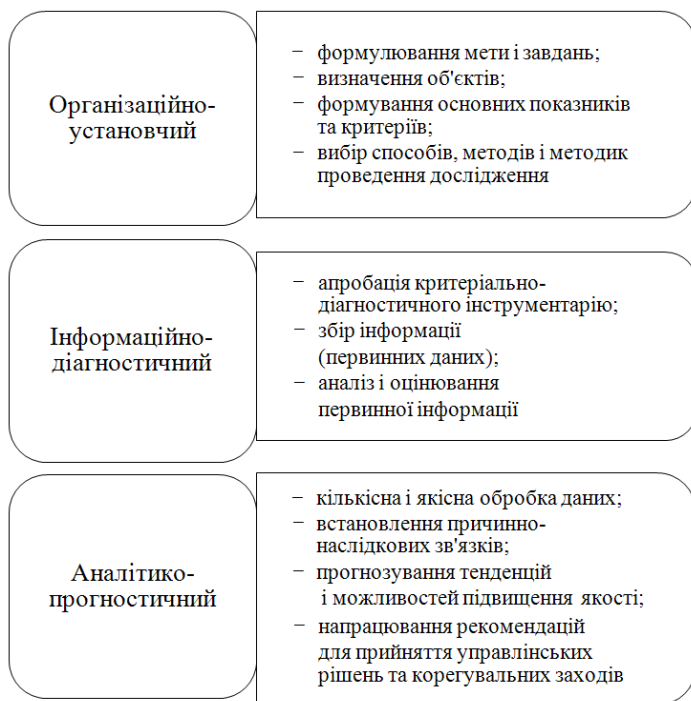 Організаційно-
установчий
− формулювання мети і завдань;
− визначення об'єктів;
− формування основних показників
та критеріїв;
− вибір способів, методів і методик
проведення дослідження
Інформаційно-
діагностичний
− апробація критеріально-
діагностичного інструментарію;
− збір інформації
(первинних даних);
− аналіз і оцінювання
первинної інформації
Аналітико-
прогностичний
− кількісна і якісна обробка даних;
− встановлення причинно-
наслідкових зв'язків;
− прогнозування тенденцій
і можливостей підвищення якості;
− напрацювання рекомендацій
для прийняття управлінських
рішень та корегувальних заходів